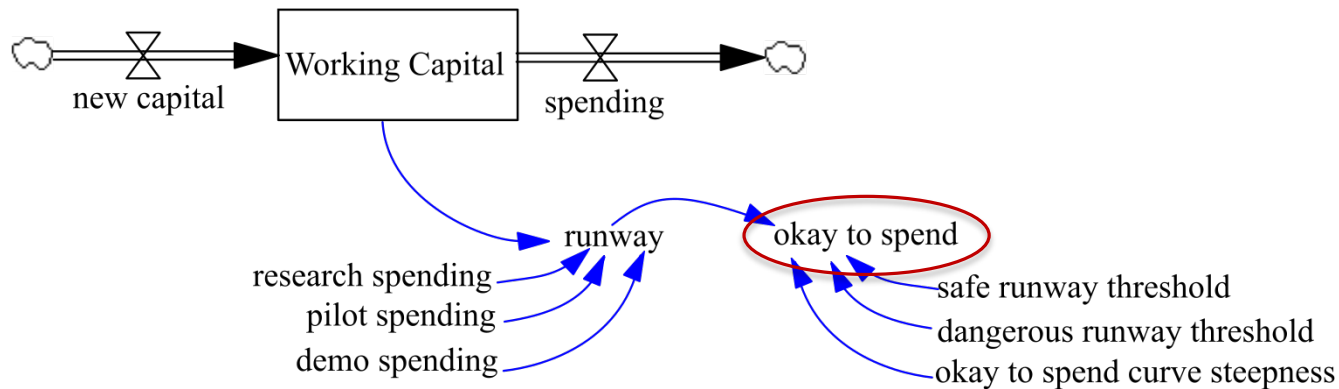 Working Capital
new capital
spending
runway
okay to spend
research spending
pilot spending
demo spending
safe runway threshold
dangerous runway threshold
okay to spend curve steepness